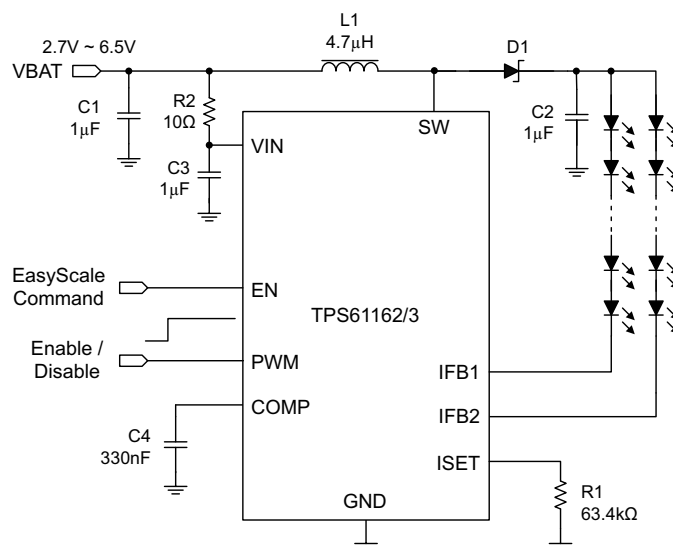 L1
4.7μH
D1
2.7V ~ 6.5V
VBAT
C1
1μF
R2
10Ω
C2
1μF
SW
VIN
C3
1μF
EasyScale
Command
EN
TPS61162/3
Enable /
Disable
PWM
IFB1
COMP
IFB2
C4
330nF
ISET
R1
63.4kΩ
GND